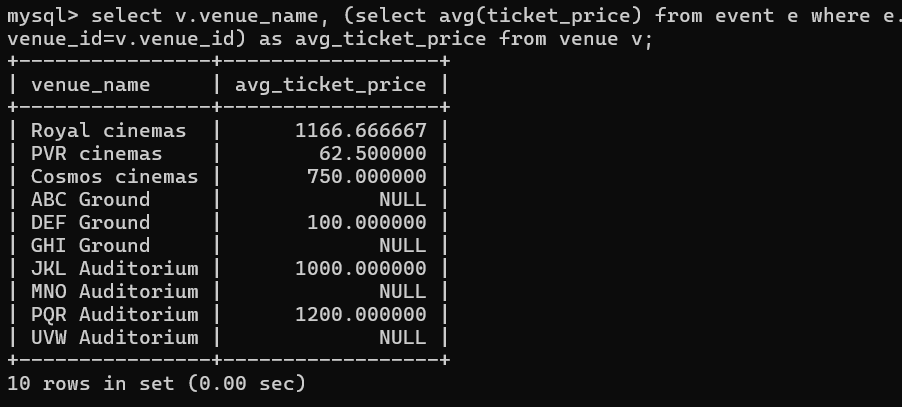 mysql> select v.venue_name, (select avg(ticket_price) from event e where e.
venue_id=v.venue_id) as avg_ticket_price from venue v;
+----------------+------------------+
| venue_name     | avg_ticket_price |
+----------------+------------------+
| Royal cinemas  |      1166.666667 |
| PVR cinemas    |        62.500000 |
| Cosmos cinemas |       750.000000 |
| ABC Ground     |             NULL |
| DEF Ground     |       100.000000 |
| GHI Ground     |             NULL |
| JKL Auditorium |      1000.000000 |
| MNO Auditorium |             NULL |
| PQR Auditorium |      1200.000000 |
| UVW Auditorium |             NULL |
+----------------+------------------+
10 rows in set (0.00 sec)